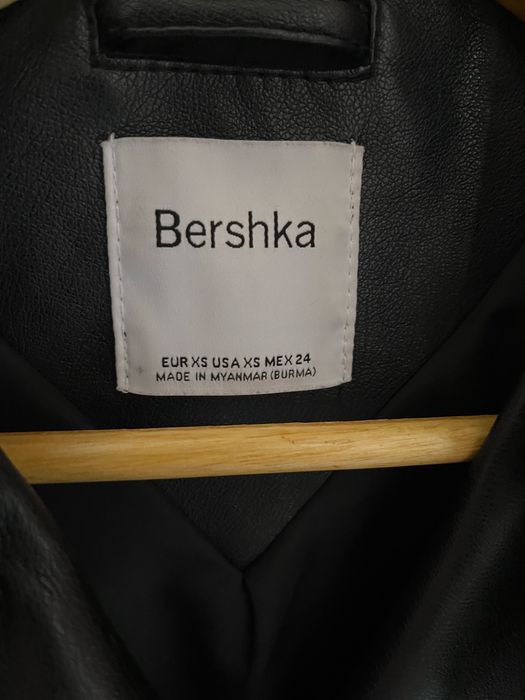 Bershka
EUR XS USA XS MEX 24
MADE IN MYANMAR (BURMA)